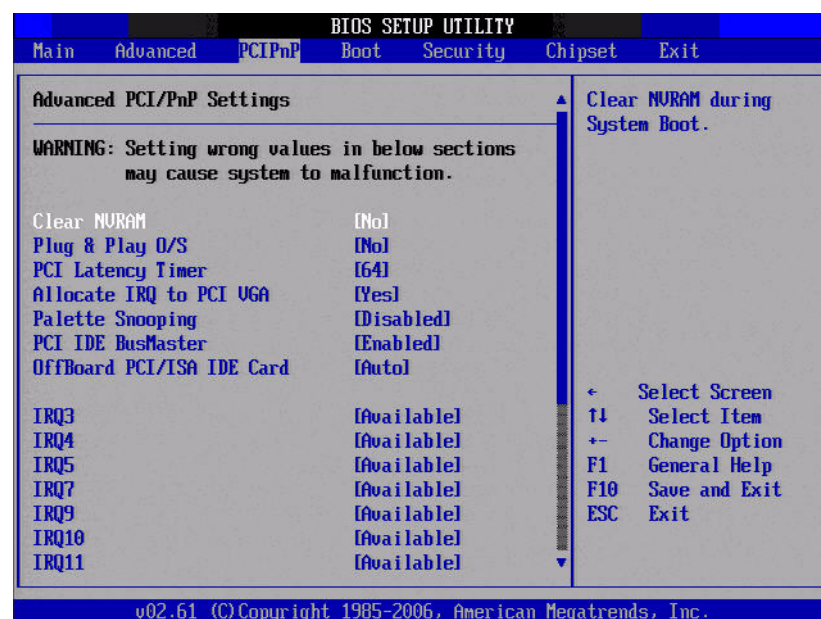 BIOS SETUP UTILITY
Main Advanced PCIPnP Boot Security Chipset Exit
Advanced PCI/PnP Settings
WARNING: Setting wrong values in below sections
may cause system to malfunction.
Clear NVRAM [No]
Plug & Play O/S [No]
PCI Latency Timer [64]
Allocate IRQ to PCI VGA [Yes]
Palette Snooping [Disabled]
PCI IDE BusMaster [Enabled]
OffBoard PCI/ISA IDE Card [Auto]
IRQ3 [Available]
IRQ4 [Available]
IRQ5 [Available]
IRQ7 [Available]
IRQ9 [Available]
IRQ10 [Available]
IRQ11 [Available]
Clear NVRAM during
System Boot.
← Select Screen
↑↓ Select Item
+- Change Option
F1 General Help
F10 Save and Exit
ESC Exit
v02.61 (C)Copyright 1985-2006, American Megatrends, Inc.